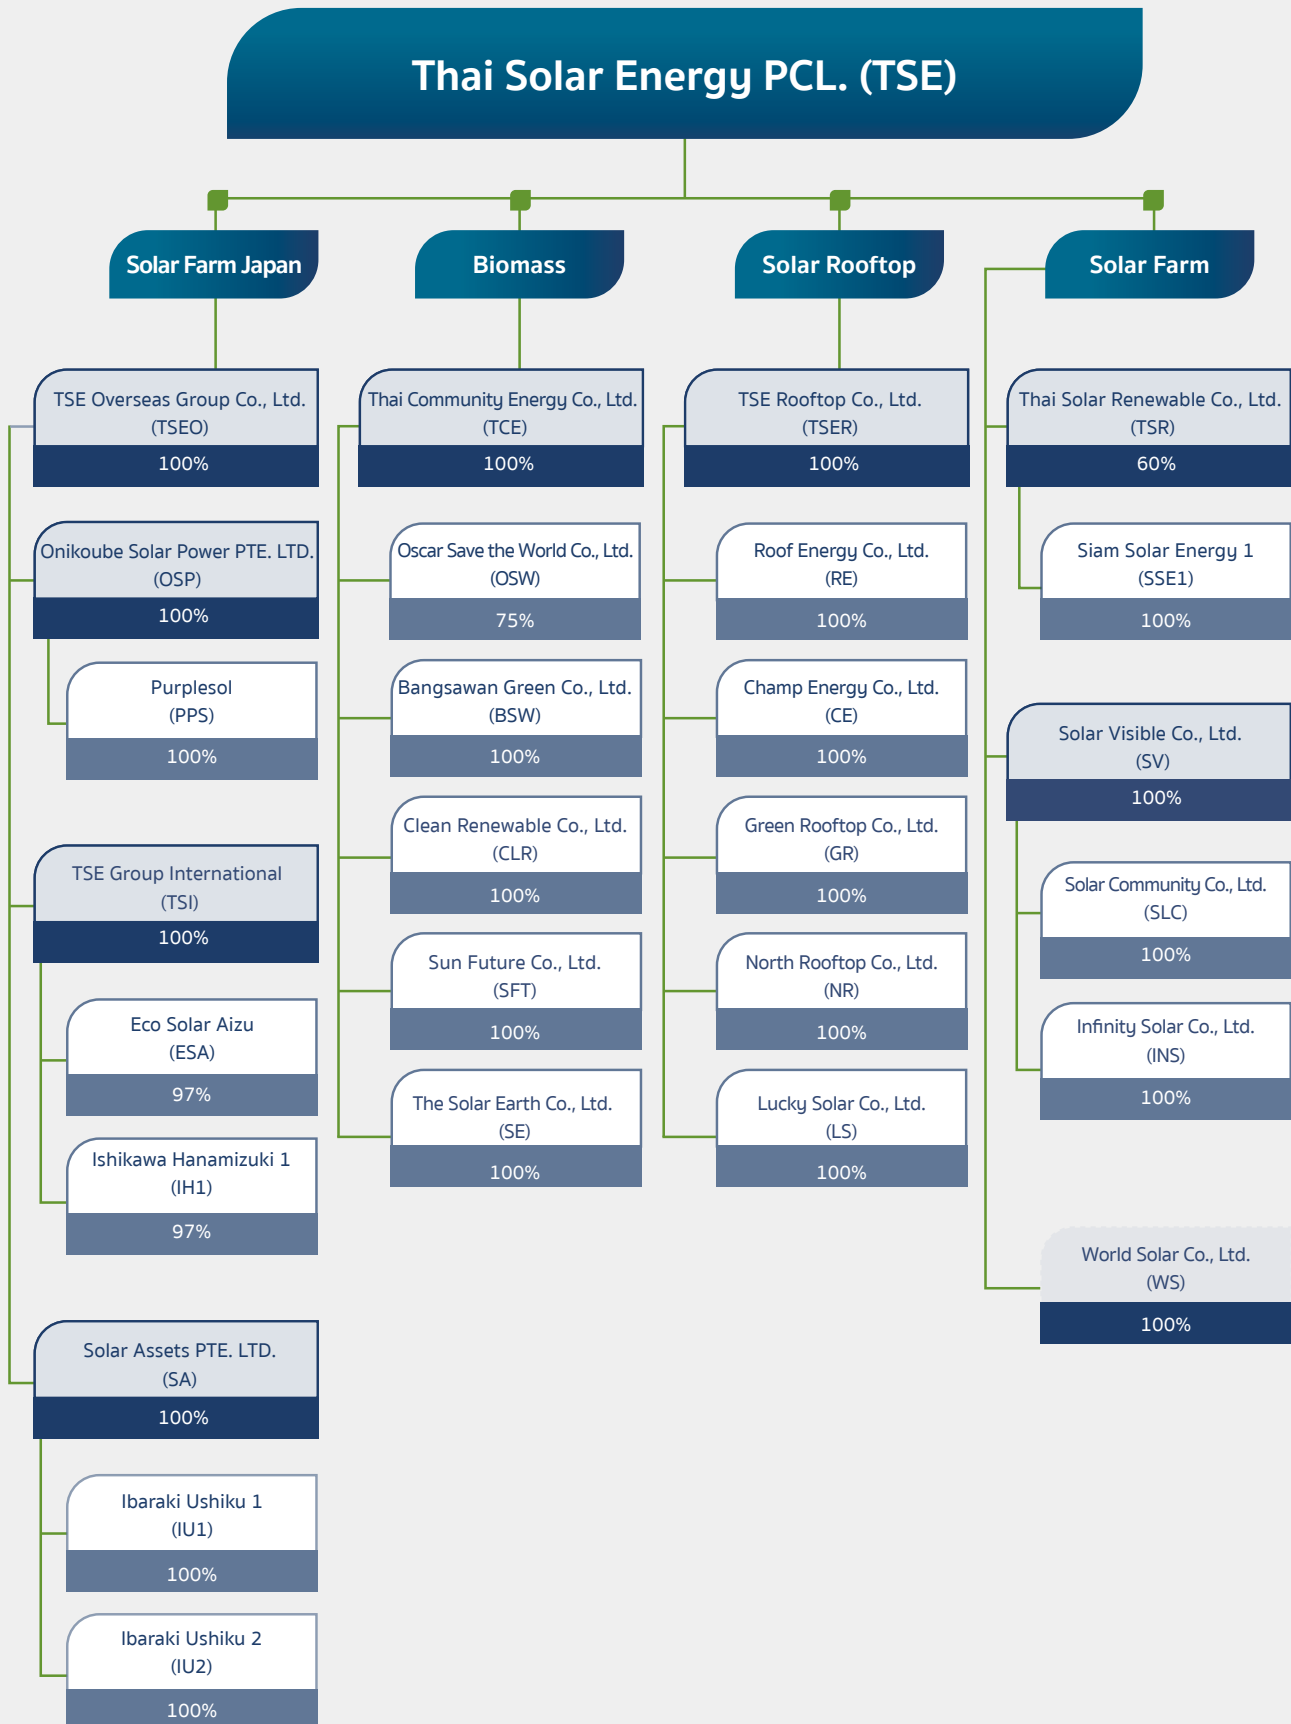 Thai Solar Energy PCL. (TSE)
Solar Farm Japan
TSE Overseas Group Co., Ltd.
(TSEO)
100%
Onikoube Solar Power PTE. LTD.
(OSP)
100%
Purplesol
(PPS)
100%
TSE Group International
(TSI)
100%
Eco Solar Aizu
(ESA)
97%
Ishikawa Hanamizuki 1
(IH1)
97%
Solar Assets PTE. LTD.
(SA)
100%
Ibaraki Ushiku 1
(IU1)
100%
Ibaraki Ushiku 2
(IU2)
100%
Biomass
Thai Community Energy Co., Ltd.
(TCE)
100%
Oscar Save the World Co., Ltd.
(OSW)
75%
Bangsawan Green Co., Ltd.
(BSW)
100%
Clean Renewable Co., Ltd.
(CLR)
100%
Sun Future Co., Ltd.
(SFT)
100%
The Solar Earth Co., Ltd.
(SE)
100%
Solar Rooftop
TSE Rooftop Co., Ltd.
(TSER)
100%
Roof Energy Co., Ltd.
(RE)
100%
Champ Energy Co., Ltd.
(CE)
100%
Green Rooftop Co., Ltd.
(GR)
100%
North Rooftop Co., Ltd.
(NR)
100%
Lucky Solar Co., Ltd.
(LS)
100%
Solar Farm
Thai Solar Renewable Co., Ltd.
(TSR)
60%
Siam Solar Energy 1
(SSE1)
100%
Solar Visible Co., Ltd.
(SV)
100%
Solar Community Co., Ltd.
(SLC)
100%
Infinity Solar Co., Ltd.
(INS)
100%
World Solar Co., Ltd.
(WS)
100%